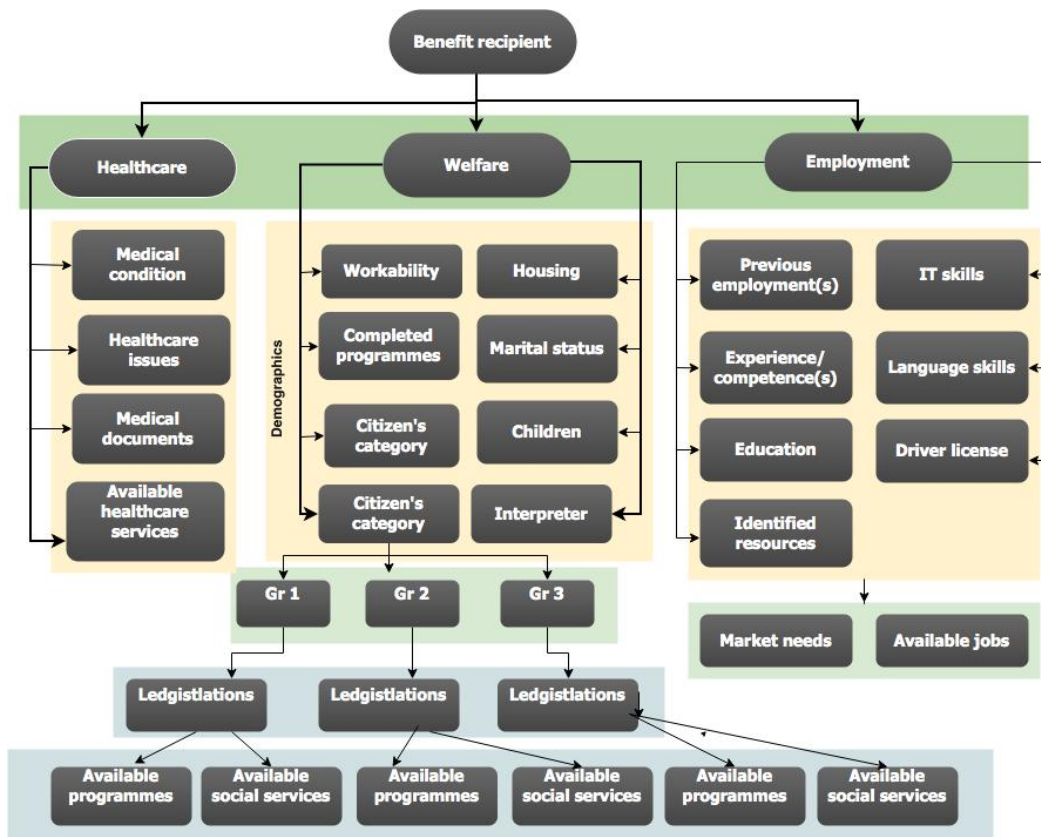 Benefit recipient
Healthcare
Welfare
Employment
Medical
condition
Healthcare
issues
Medical
documents
Available
healthcare
services
Demographics
Workability
Housing
Completed
programmes
Marital status
Citizen's
category
Children
Citizen's
category
Interpreter
Previous
employment(s)
IT skills
Experience/
competence(s)
Language skills
Education
Driver license
Identified
resources
Gr 1
Gr 2
Gr 3
Market needs
Available jobs
Ledgistlations
Ledgistlations
Ledgistlations
Available
programmes
Available
social services
Available
programmes
Available
social services
Available
programmes
Available
social services